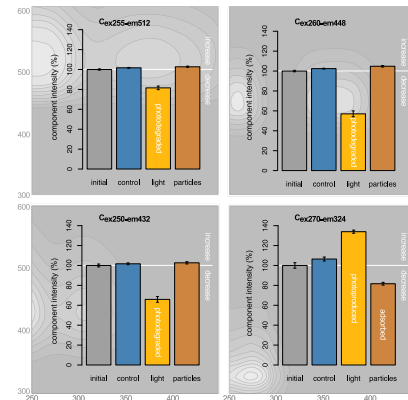 600
500
400
300
Cex255-em512
component intensity (%)
0
20
40
60
80
100
120
140
increase
decrease
photodegraded
initial
control
light
particles
Cex260-em448
component intensity (%)
0
20
40
60
80
100
120
140
increase
decrease
photodegraded
initial
control
light
particles
600
500
400
300
Cex250-em432
component intensity (%)
0
20
40
60
80
100
120
140
increase
decrease
photodegraded
initial
control
light
particles
250
350
400
Cex270-em324
component intensity (%)
0
20
40
60
80
100
120
140
increase
decrease
photoproduced
adsorbed
initial
control
light
particles
250
350
400